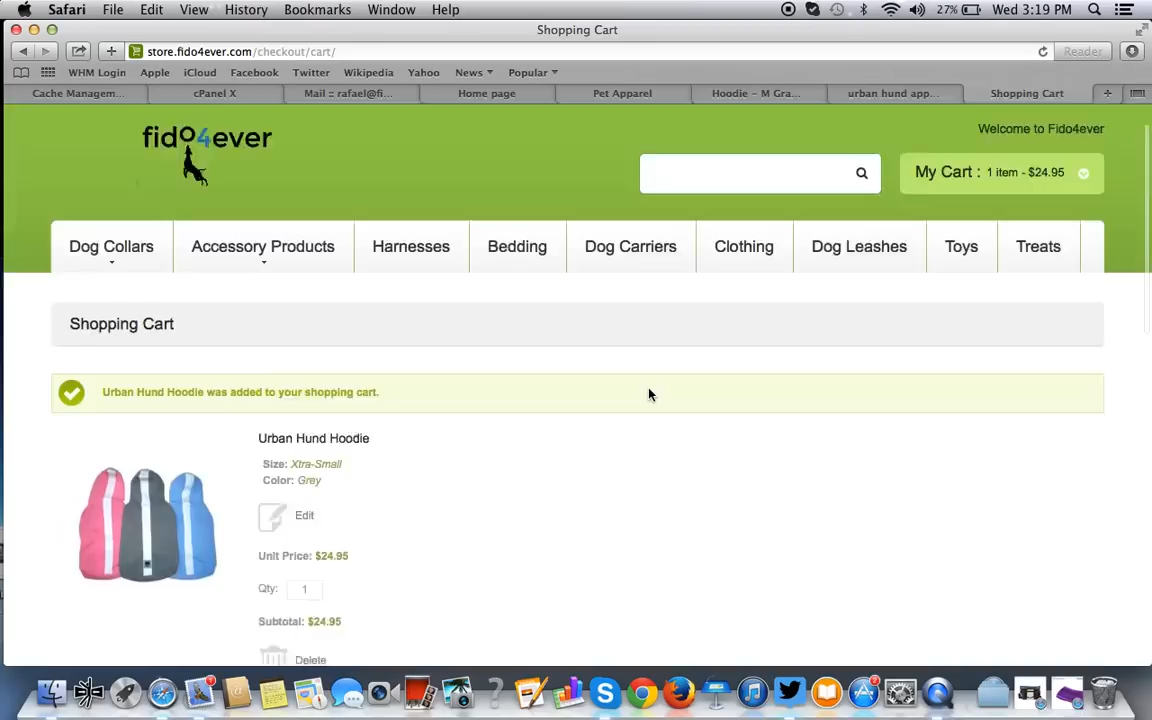 Safari File Edit View History Bookmarks Window Help 27% Wed 3:19 PM
Shopping Cart
store.fido4ever.com/checkout/cart/ Reader
WHM Login Apple iCloud Facebook Twitter Wikipedia Yahoo News Popular
Cache Managem... cPanel X Mail :: rafael@fi... Home page Pet Apparel Hoodie – M Gra... urban hund app... Shopping Cart
fido4ever
Welcome to Fido4ever
My Cart : 1 item - $24.95
Dog Collars Accessory Products Harnesses Bedding Dog Carriers Clothing Dog Leashes Toys Treats
Shopping Cart
Urban Hund Hoodie was added to your shopping cart.
Urban Hund Hoodie
Size: Xtra-Small
Color: Grey
Edit
Unit Price: $24.95
Qty: 1
Subtotal: $24.95
Delete